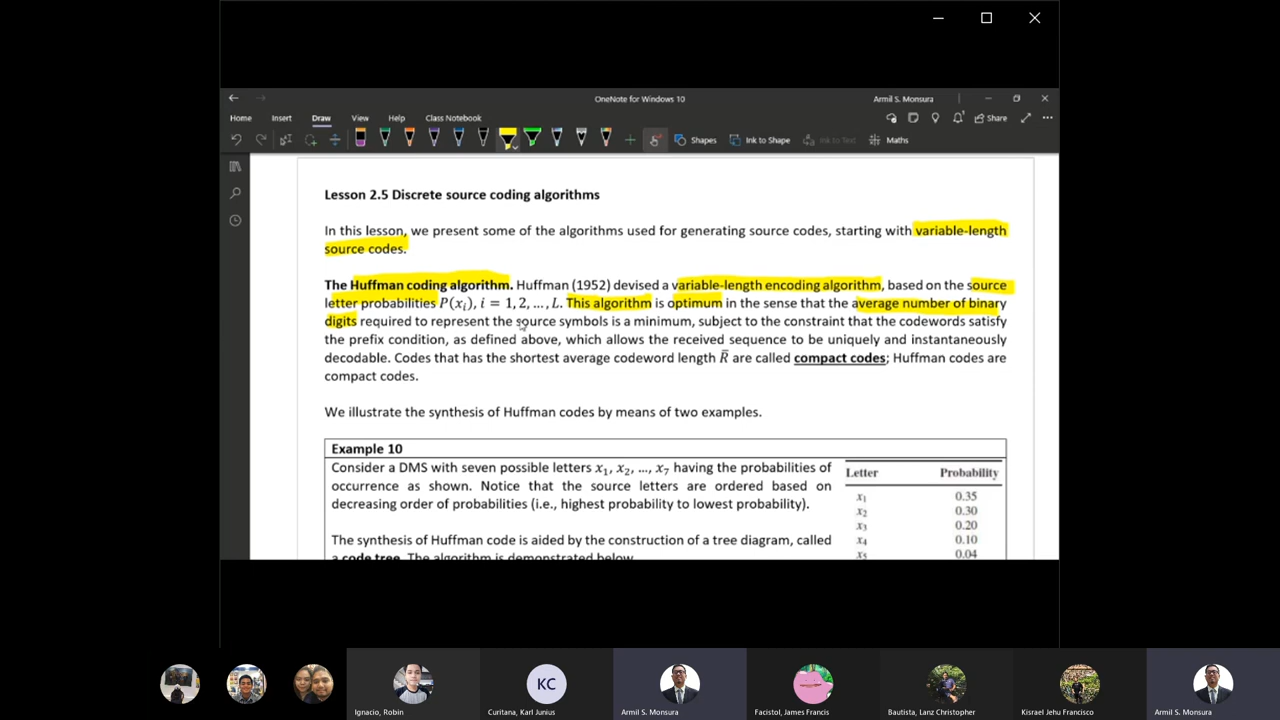 OneNote for Windows 10
Armil S. Monsura
Home Insert Draw View Help Class Notebook
Share
Shapes Ink to Shape Ink to Text Maths
Lesson 2.5 Discrete source coding algorithms
In this lesson, we present some of the algorithms used for generating source codes, starting with variable-length
source codes.
The Huffman coding algorithm. Huffman (1952) devised a variable-length encoding algorithm, based on the source
letter probabilities P(xᵢ), i = 1, 2, ..., L. This algorithm is optimum in the sense that the average number of binary
digits required to represent the source symbols is a minimum, subject to the constraint that the codewords satisfy
the prefix condition, as defined above, which allows the received sequence to be uniquely and instantaneously
decodable. Codes that has the shortest average codeword length R̅ are called compact codes; Huffman codes are
compact codes.
We illustrate the synthesis of Huffman codes by means of two examples.
Example 10
Consider a DMS with seven possible letters x₁, x₂, ..., x₇ having the probabilities of
occurrence as shown. Notice that the source letters are ordered based on
decreasing order of probabilities (i.e., highest probability to lowest probability).
The synthesis of Huffman code is aided by the construction of a tree diagram, called
a code tree. The algorithm is demonstrated below.
Letter Probability
x₁ 0.35
x₂ 0.30
x₃ 0.20
x₄ 0.10
x₅ 0.04
KC
Ignacio, Robin
Curitana, Karl Junius
Armil S. Monsura
Facistol, James Francis
Bautista, Lanz Christopher
Kisrael Jehu Francisco
Armil S. Monsura